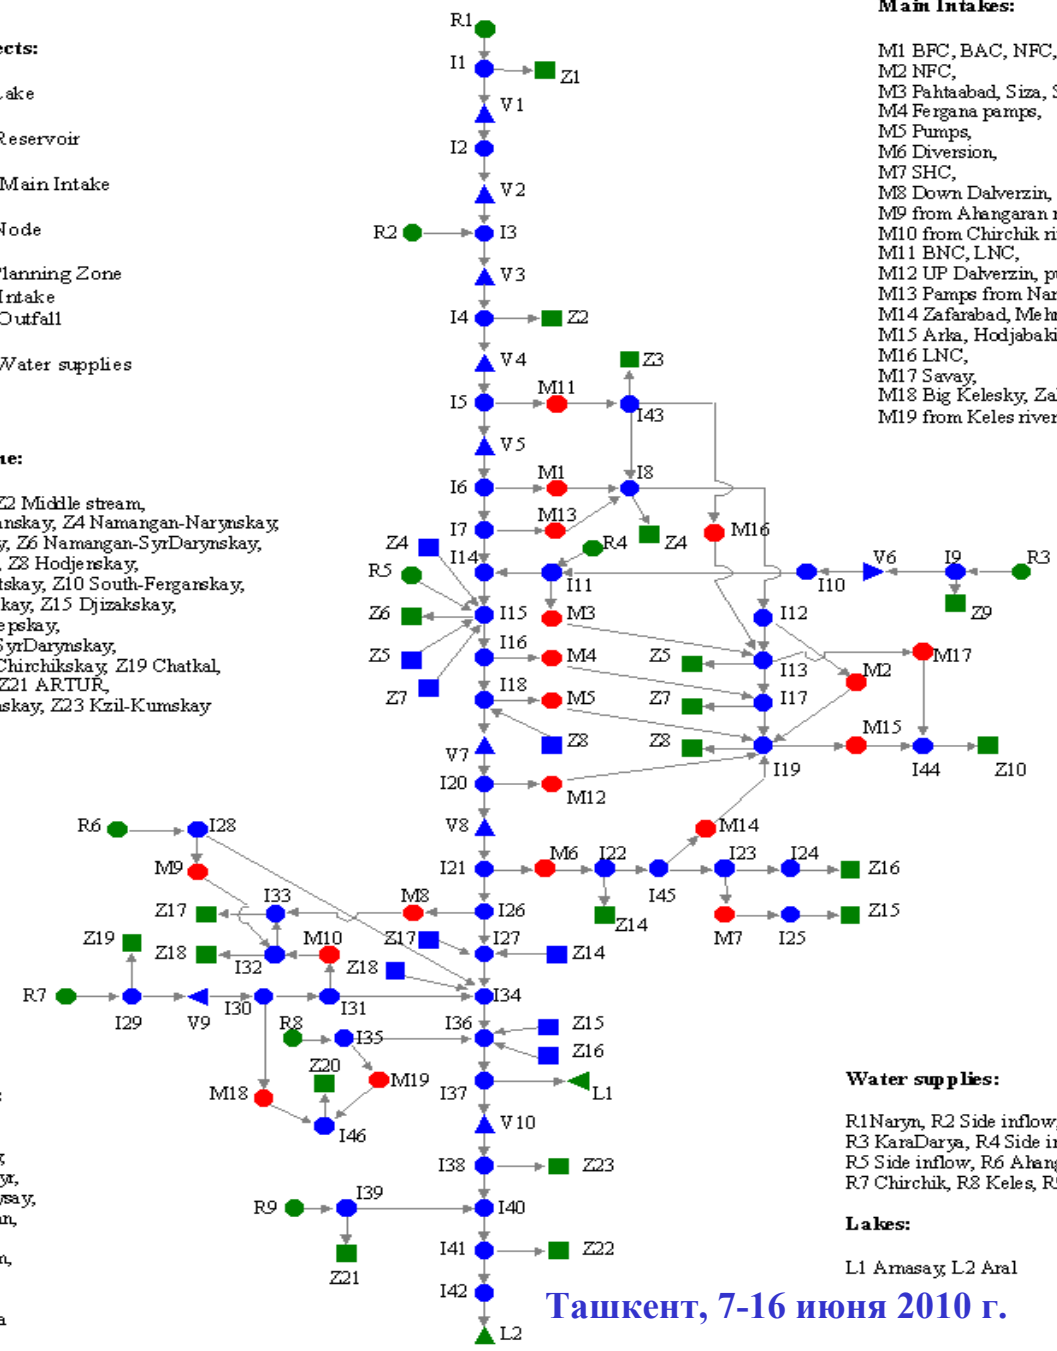 Main Intakes:
M1 BFC, BAC, NFC,
M2 NFC,
M3 Pahtaabad, Siza,
M4 Fergana pamps,
M5 Pumps,
M6 Diversion,
M7 SHC,
M8 Down Dalverzin,
M9 from Ahangaran
M10 from Chirchik
M11 BNC, LNC,
M12 UP Dalverzin,
M13 Pamps from
M14 Zafarabad,
M15 Arka,
M16 LNC,
M17 Savay,
M18 Big Kelesky,
M19 from Keles river
ects:
ake
Reservoir
Main Intake
Node
Planning Zone
Intake
Outfall
Water supplies
ne:
Z2 Middle stream,
anskay, Z4 Namangan-Narynskay,
y, Z6 Namangan-SyrDarynskay,
, Z8 Hodjenskay,
tskay, Z10 South-Ferganskay,
kay, Z15 Djizakskay,
epskay,
SyrDarynskay,
Chirchikskay, Z19 Chatkal,
Z21 ARTUR,
nskay, Z23 Kzil-Kumskay
R1
I1
Z1
V1
I2
V2
R2
I3
V3
I4
Z2
V4
Z3
I5
M11
I43
V5
I6
M1
I8
I7
M13
M16
Z4
I14
R4
Z4
R5
I11
I10
V6
I9
R3
Z9
Z6
I15
M3
I12
Z5
I16
M4
Z5
I13
M17
M2
Z7
I18
M5
Z7
I17
Z8
Z8
I19
M15
I44
Z10
V7
I20
M12
V8
M14
R6
I28
M9
I21
M6
I22
I45
I23
I24
Z16
Z14
M7
I25
Z15
Z17
I33
M8
I26
Z19
Z18
I32
M10
Z17
I27
Z14
Z18
R7
I29
V9
I30
I31
I34
R8
I35
I36
Z15
Z16
Z20
M19
I37
L1
M18
I46
V10
I38
Z23
R9
I39
I40
Z21
I41
Z22
I42
L2
:
yr,
ysay,
an,
n,
a
Water supplies:
R1Naryn, R2 Side inflow,
R3 KaraDarya, R4 Side
R5 Side inflow, R6
R7 Chirchik, R8 Keles,
Lakes:
L1 Arnasay, L2 Aral
Ташкент, 7-16 июня 2010 г.